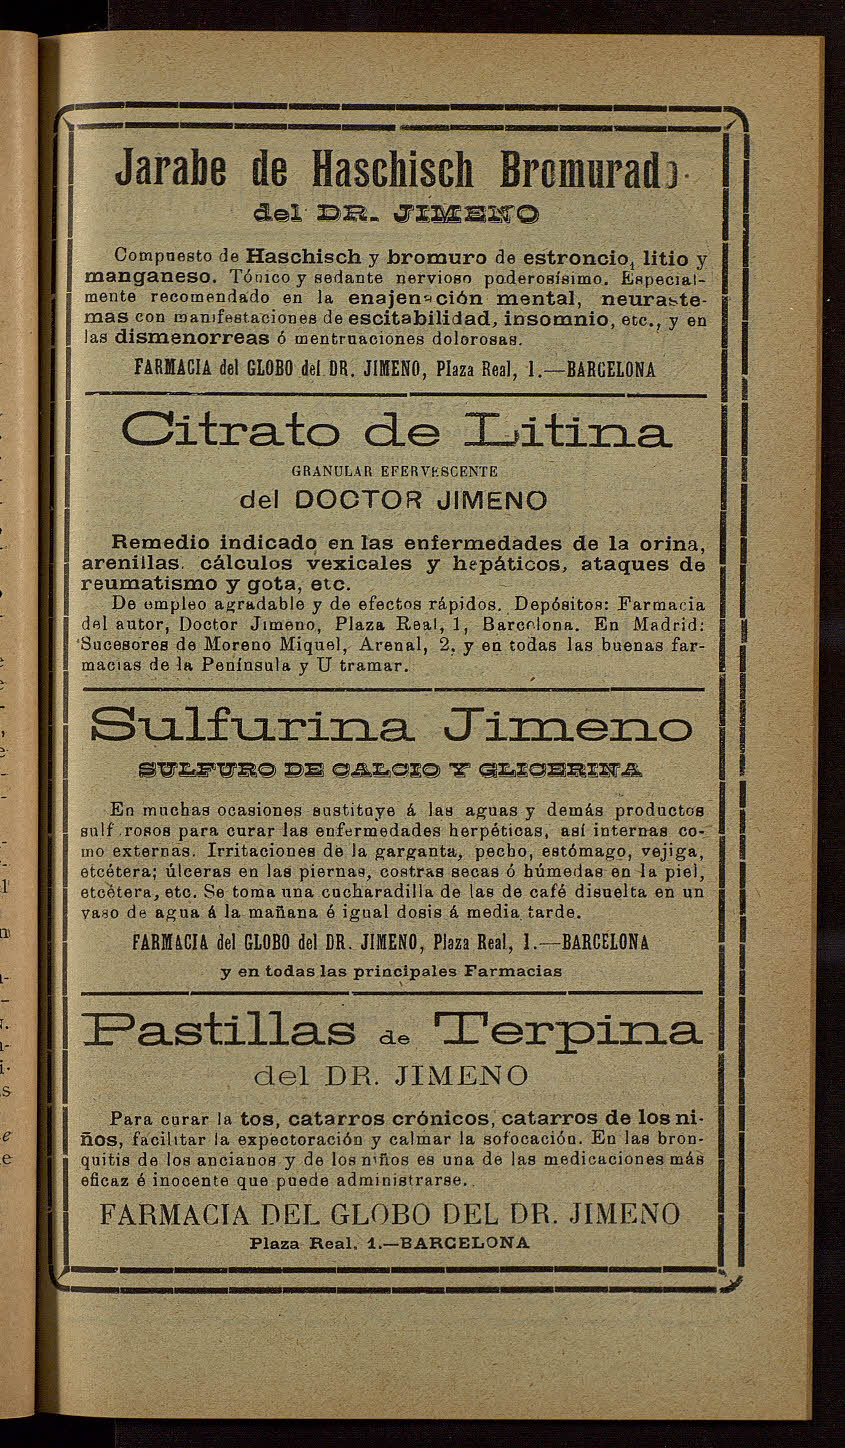 Jarabe de Haschisch Bromurado
del DR. JIMENO
Compuesto de Haschisch y bromuro de estroncio, litio y
manganeso. Tónico y sedante nervioso poderosísimo. Especial-
mente recomendado en la enajenación mental, neuraste-
mas con manifestaciones de escitabilidad, insomnio, etc., y en
las dismenorreas ó mentruaciones dolorosas.
FARMACIA del GLOBO del DR. JIMENO, Plaza Real, 1.—BARCELONA
Citrato de Litina
GRANULAR EFERVESCENTE
del DOCTOR JIMENO
Remedio indicado en las enfermedades de la orina,
arenillas, cálculos vexicales y hepáticos, ataques de
reumatismo y gota, etc.
De empleo agradable y de efectos rápidos. Depósitos: Farmacia
del autor, Doctor Jimeno, Plaza Real, 1, Barcelona. En Madrid:
Sucesores de Moreno Miquel, Arenal, 2, y en todas las buenas far-
macias de la Península y U tramar.
Sulfurina Jimeno
SULFURO DE CALCIO Y GLICERINA
En muchas ocasiones sustituye á las aguas y demás productos
sulf rosos para curar las enfermedades herpéticas, así internas co-
mo externas. Irritaciones de la garganta, pecho, estómago, vejiga,
etcétera; úlceras en las piernas, costras secas ó húmedas en la piel,
etcétera, etc. Se toma una cucharadilla de las de café disuelta en un
vaso de agua á la mañana é igual dosis á media tarde.
FARMACIA del GLOBO del DR. JIMENO, Plaza Real, 1.—BARCELONA
y en todas las principales Farmacias
Pastillas de Terpina
del DR. JIMENO
Para curar la tos, catarros crónicos, catarros de los ni-
ños, facilitar la expectoración y calmar la sofocación. En las bron-
quitis de los ancianos y de los niños es una de las medicaciones más
eficaz é inocente que puede administrarse.
FARMACIA DEL GLOBO DEL DR. JIMENO
Plaza Real, 1.—BARCELONA